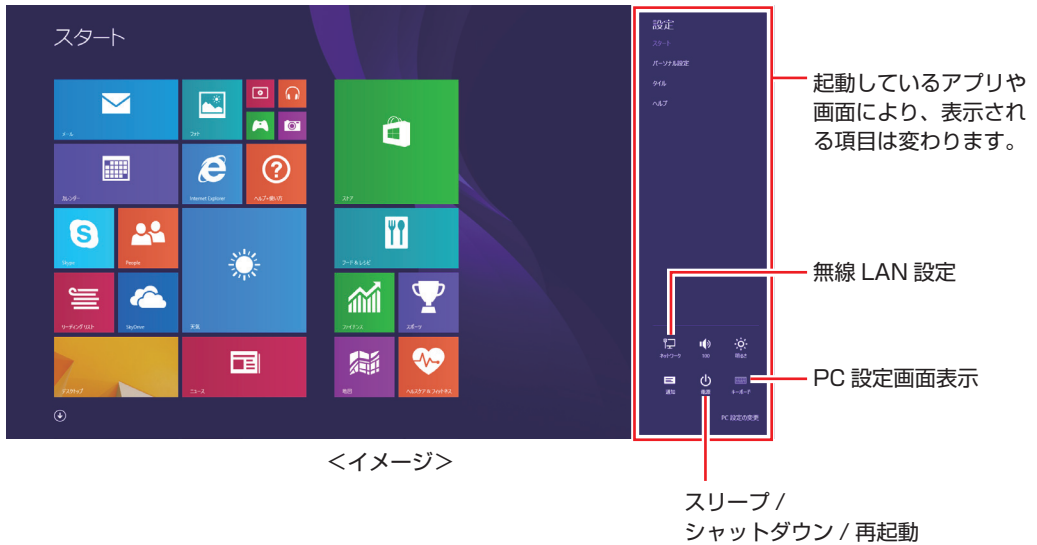 スタート
メール
フォト
カレンダー
Internet Explorer
ヘルプ+使い方
ストア
Skype
People
天気
フード & レシピ
リーディング リスト
SkyDrive
ファイナンス
スポーツ
デスクトップ
ニュース
地図
ヘルスケア & フィットネス
設定
スタート
パーソナル設定
タイル
ヘルプ
ネットワーク
100
明るさ
通知
電源
キーボード
PC 設定の変更
起動しているアプリや
画面により、表示され
る項目は変わります。
無線 LAN 設定
PC 設定画面表示
スリープ /
シャットダウン / 再起動
＜イメージ＞